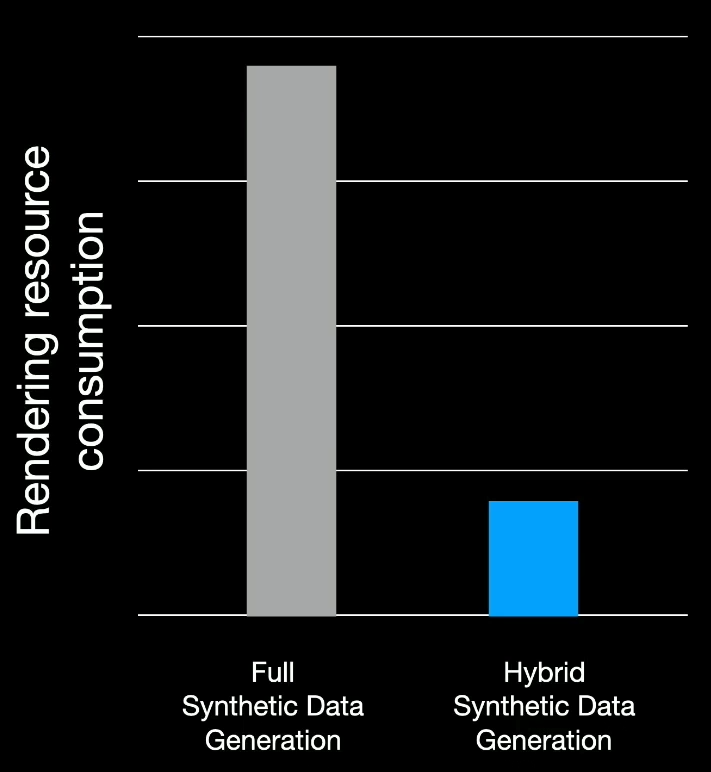 Rendering resource
consumption
Full
Synthetic Data
Generation
Hybrid
Synthetic Data
Generation